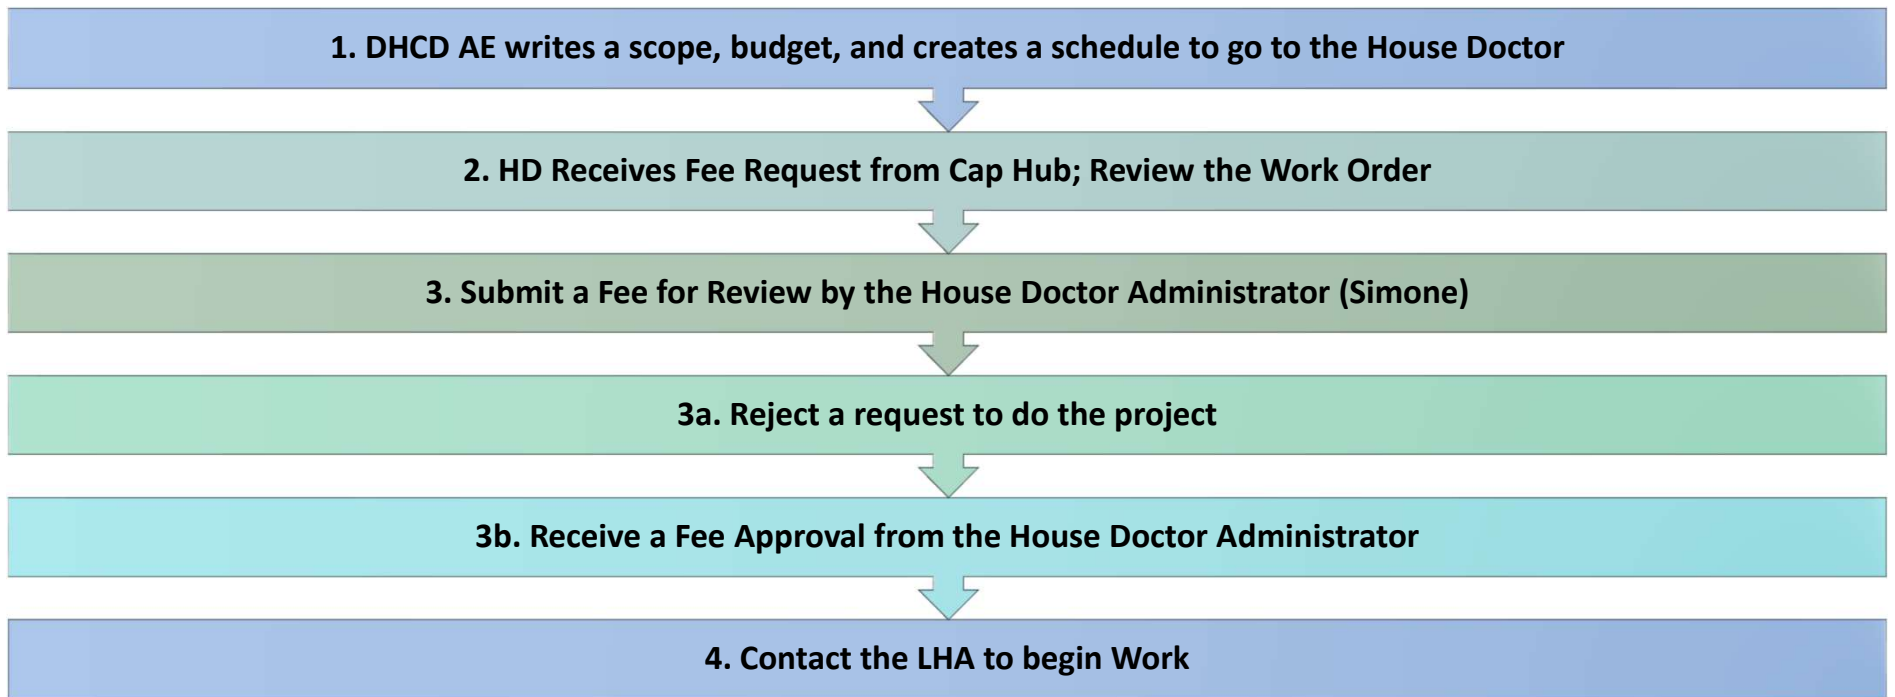 1. DHCD AE writes a scope, budget, and creates a schedule to go to the House Doctor
2. HD Receives Fee Request from Cap Hub; Review the Work Order
3. Submit a Fee for Review by the House Doctor Administrator (Simone)
3a. Reject a request to do the project
3b. Receive a Fee Approval from the House Doctor Administrator
4. Contact the LHA to begin Work